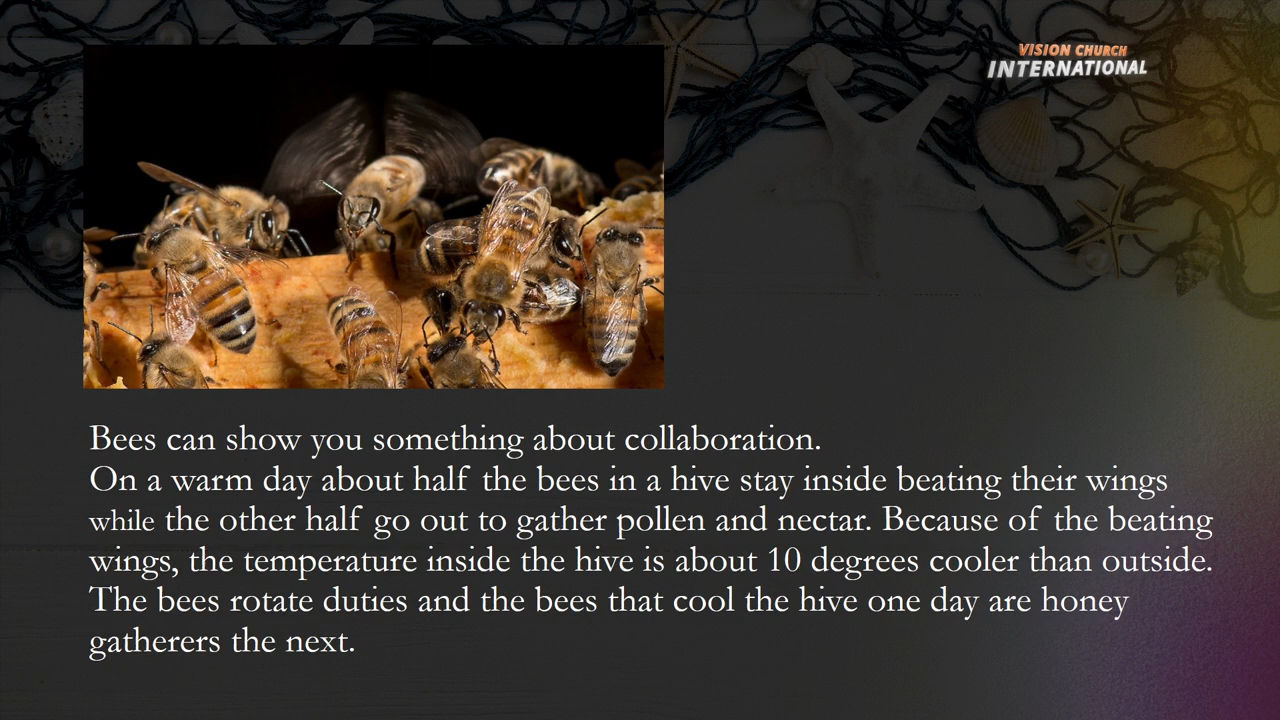 VISION CHURCH
INTERNATIONAL
Bees can show you something about collaboration.
On a warm day about half the bees in a hive stay inside beating their wings
while the other half go out to gather pollen and nectar. Because of the beating
wings, the temperature inside the hive is about 10 degrees cooler than outside.
The bees rotate duties and the bees that cool the hive one day are honey
gatherers the next.